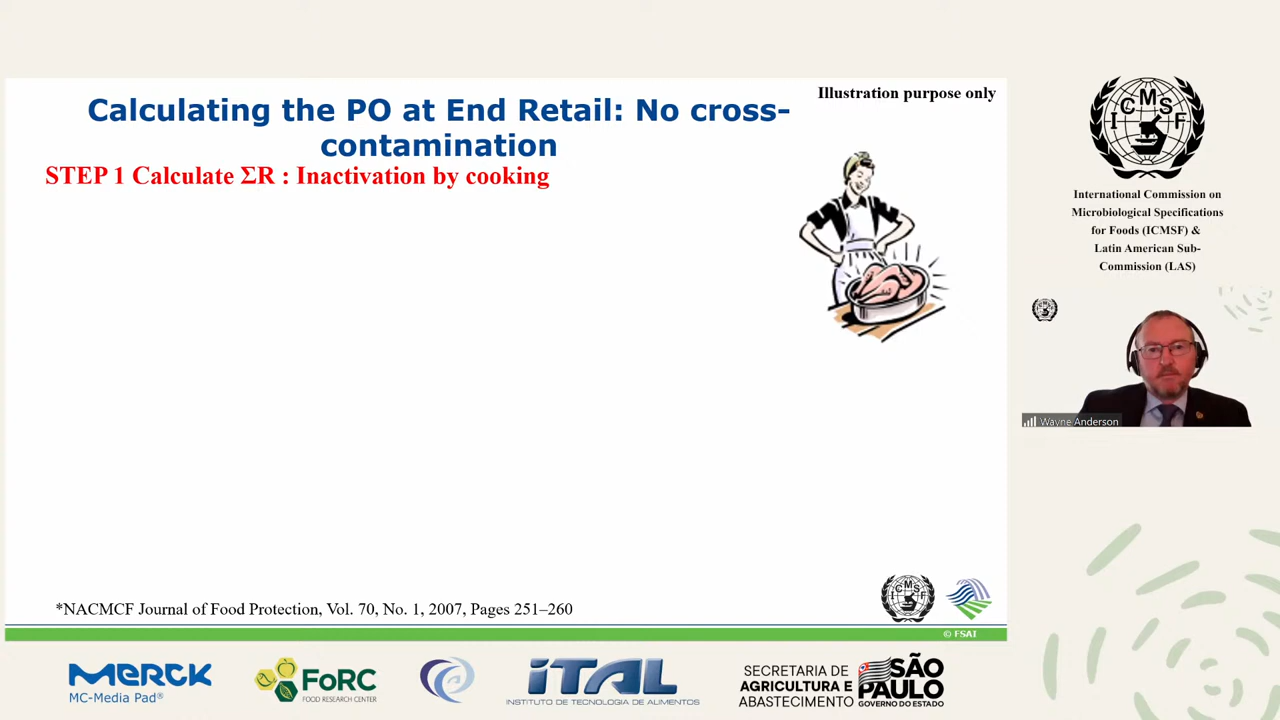 Illustration purpose only
Calculating the PO at End Retail: No cross-
contamination
STEP 1 Calculate ΣR : Inactivation by cooking
*NACMCF Journal of Food Protection, Vol. 70, No. 1, 2007, Pages 251–260
ICMSF
© FSAI
ICMSF
International Commission on
Microbiological Specifications
for Foods (ICMSF) &
Latin American Sub-
Commission (LAS)
Wayne Anderson
MERCK
MC-Media Pad®
FoRC
FOOD RESEARCH CENTER
iTAL
INSTITUTO DE TECNOLOGIA DE ALIMENTOS
SECRETARIA DE
AGRICULTURA E
ABASTECIMENTO
SÃO
PAULO
GOVERNO DO ESTADO